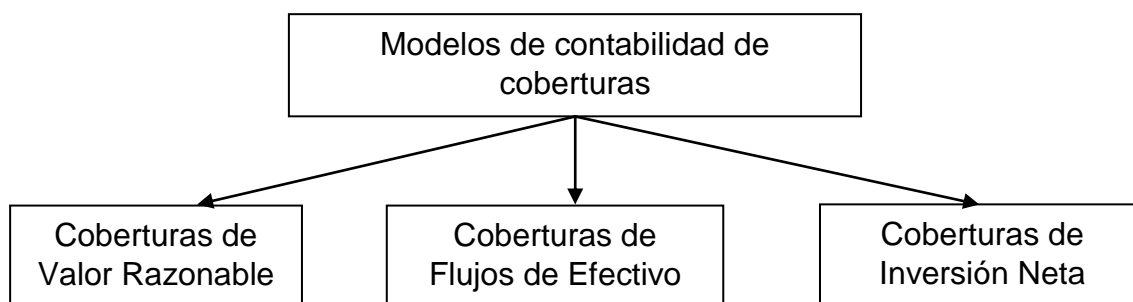 Modelos de contabilidad de
coberturas
Coberturas de
Valor Razonable
Coberturas de
Flujos de Efectivo
Coberturas de
Inversión Neta